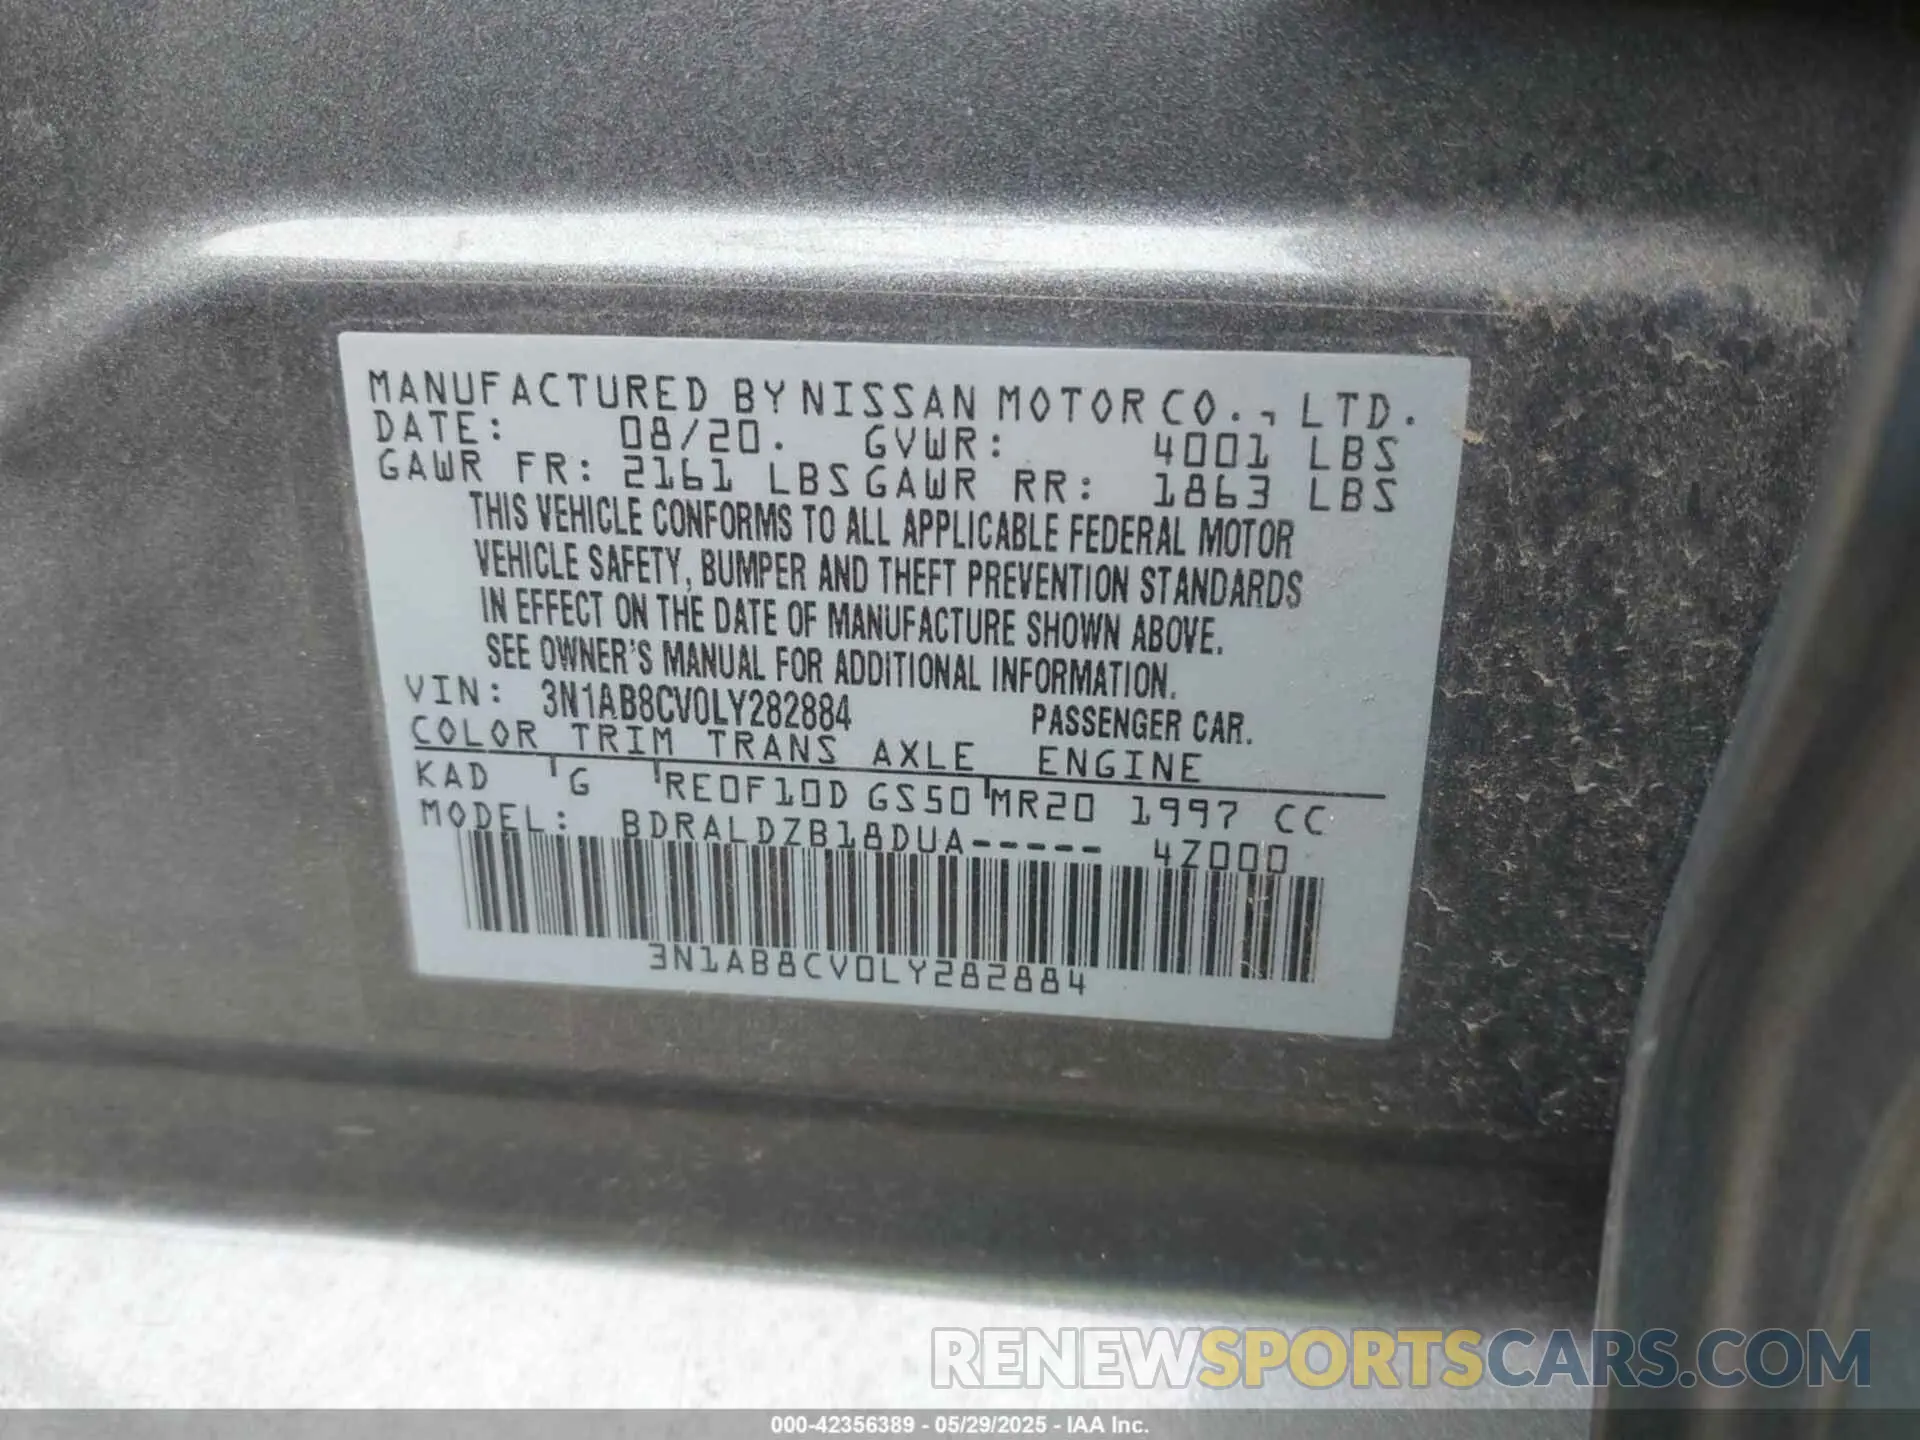 MANUFACTURED BY NISSAN MOTOR CO., LTD.
DATE: 08/20. GVWR: 4001 LBS
GAWR FR: 2161 LBS GAWR RR: 1863 LBS
THIS VEHICLE CONFORMS TO ALL APPLICABLE FEDERAL MOTOR
VEHICLE SAFETY, BUMPER AND THEFT PREVENTION STANDARDS
IN EFFECT ON THE DATE OF MANUFACTURE SHOWN ABOVE.
SEE OWNER'S MANUAL FOR ADDITIONAL INFORMATION.
VIN: 3N1AB8CV0LY282884 PASSENGER CAR.
COLOR TRIM TRANS AXLE ENGINE
KAD G RE0F10D GS50 MR20 1997 CC
MODEL: BDRALDZB18DUA----- 4Z000
3N1AB8CV0LY282884
RENEWSPORTSCARS.COM
000-42356389 - 05/29/2025 - IAA Inc.